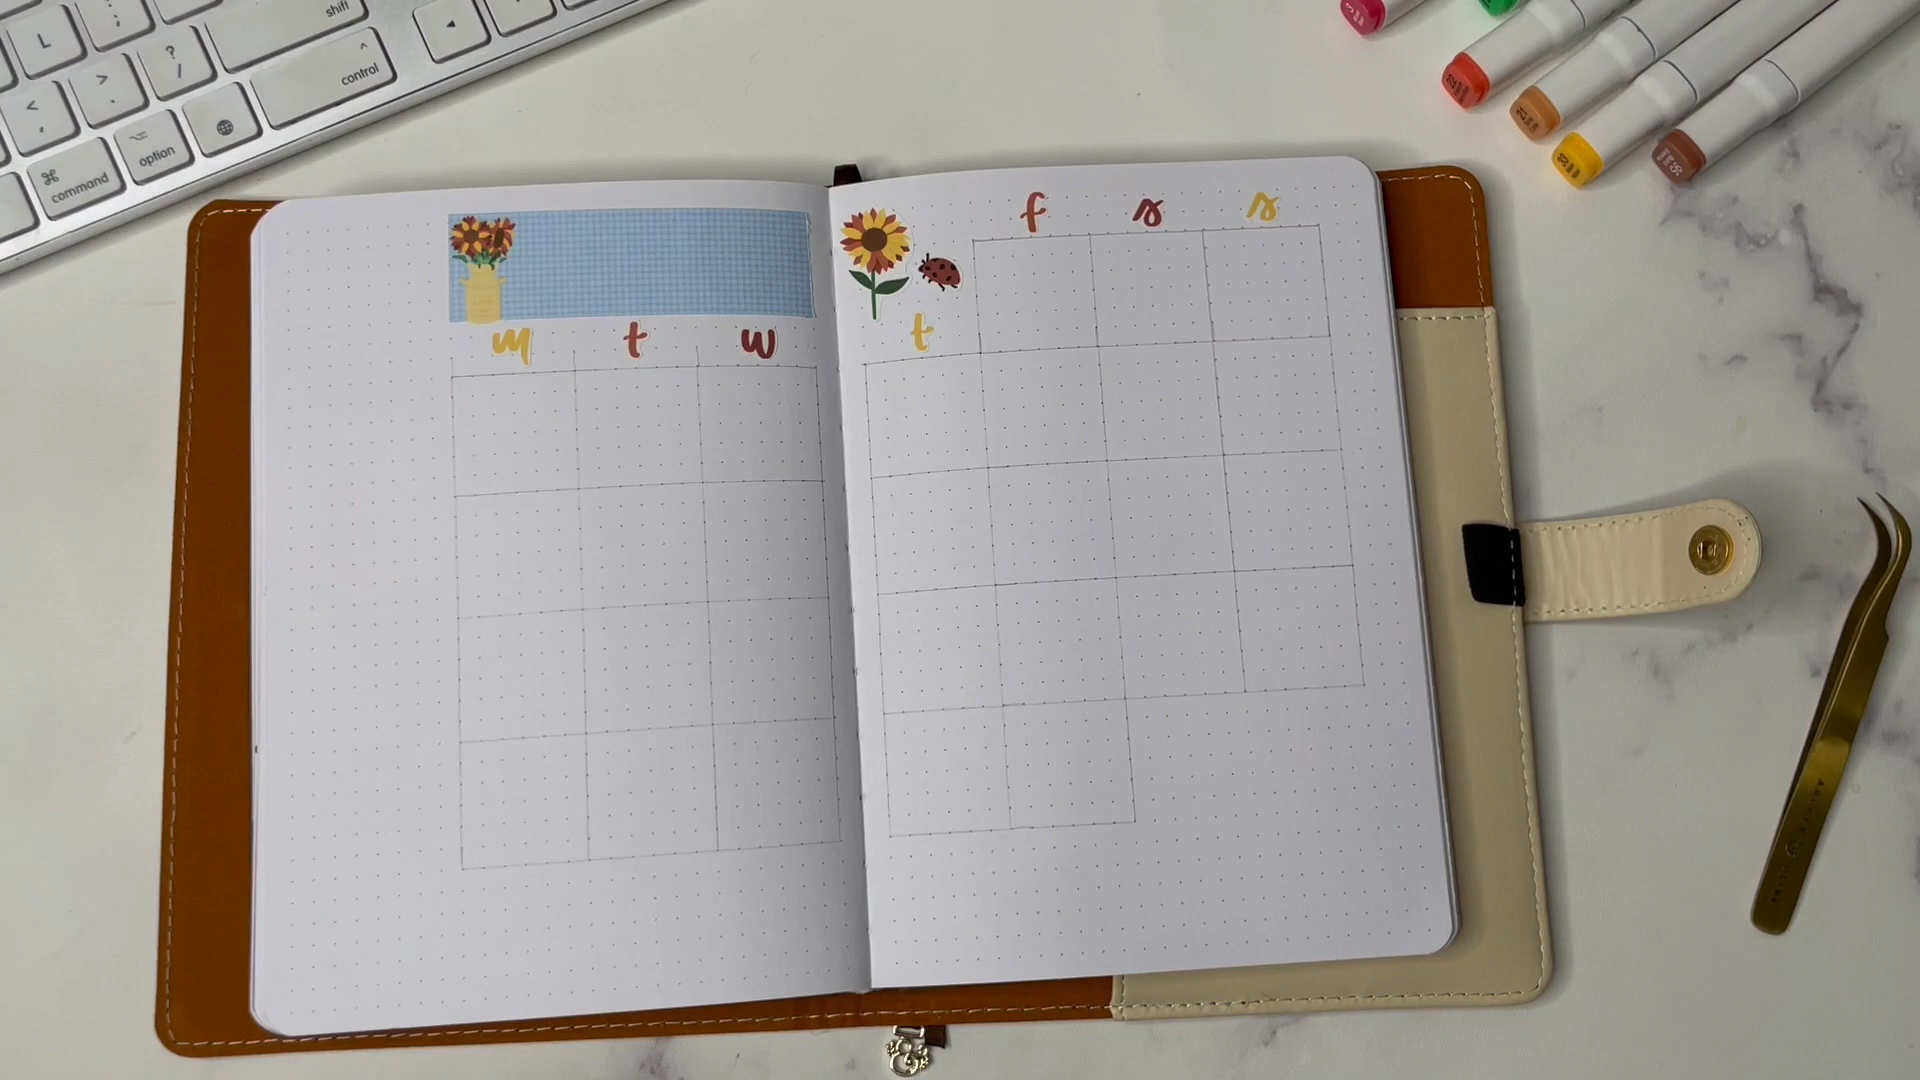 L
:
;
shift
<
,
>
.
?
/
^
control
⌘
command
⌥
option
m t w
t f s s